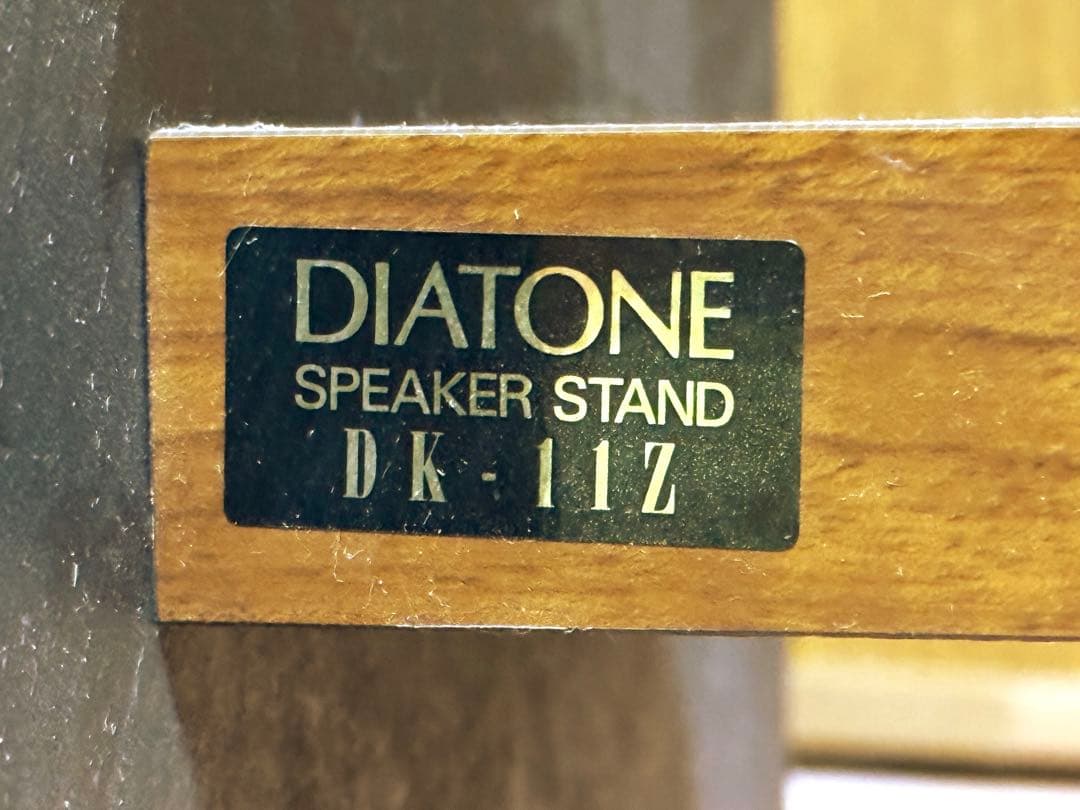 DIATONE
SPEAKER STAND
DK-11Z